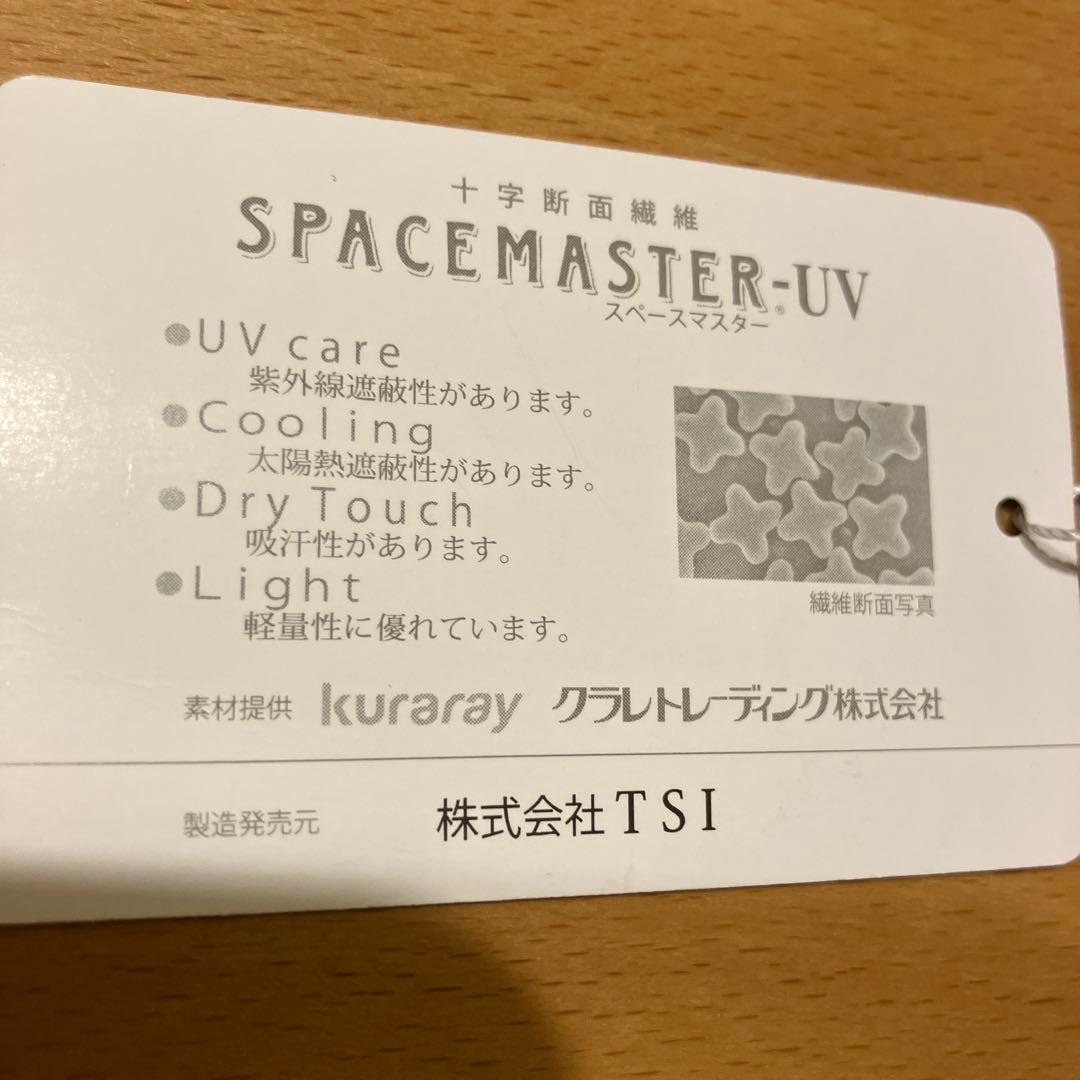 十字断面繊維
SPACEMASTER®-UV
スペースマスター
●UV care
紫外線遮蔽性があります。
●Cooling
太陽熱遮蔽性があります。
●Dry Touch
吸汗性があります。
●Light
軽量性に優れています。
繊維断面写真
素材提供 kuraray クラレトレーディング株式会社
製造発売元 株式会社TSI